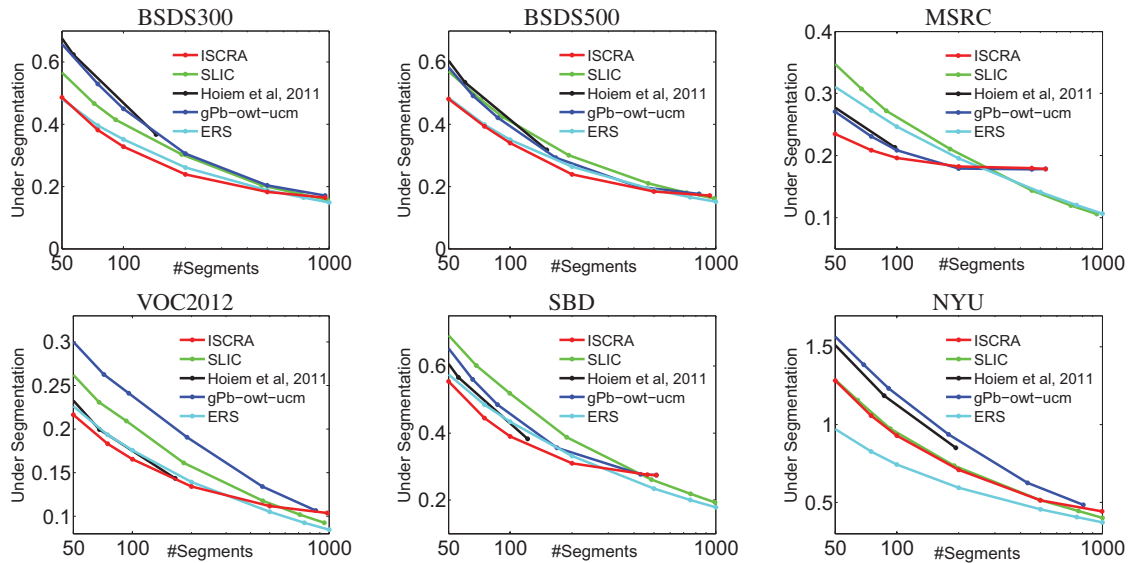 BSDS300
Under Segmentation
0.6
0.4
0.2
0
ISCRA
SLIC
Hoiem et al, 2011
gPb-owt-ucm
ERS
50
100
1000
#Segments
BSDS500
Under Segmentation
0.6
0.4
0.2
0
ISCRA
SLIC
Hoiem et al, 2011
gPb-owt-ucm
ERS
50
100
1000
#Segments
MSRC
Under Segmentation
0.4
0.3
0.2
0.1
ISCRA
SLIC
Hoiem et al, 2011
gPb-owt-ucm
ERS
50
100
1000
#Segments
VOC2012
Under Segmentation
0.3
0.25
0.2
0.15
0.1
ISCRA
SLIC
Hoiem et al, 2011
gPb-owt-ucm
ERS
50
100
1000
#Segments
SBD
Under Segmentation
0.6
0.4
0.2
ISCRA
SLIC
Hoiem et al, 2011
gPb-owt-ucm
ERS
50
100
1000
#Segments
NYU
Under Segmentation
1.5
1
0.5
ISCRA
SLIC
Hoiem et al, 2011
gPb-owt-ucm
ERS
50
100
1000
#Segments